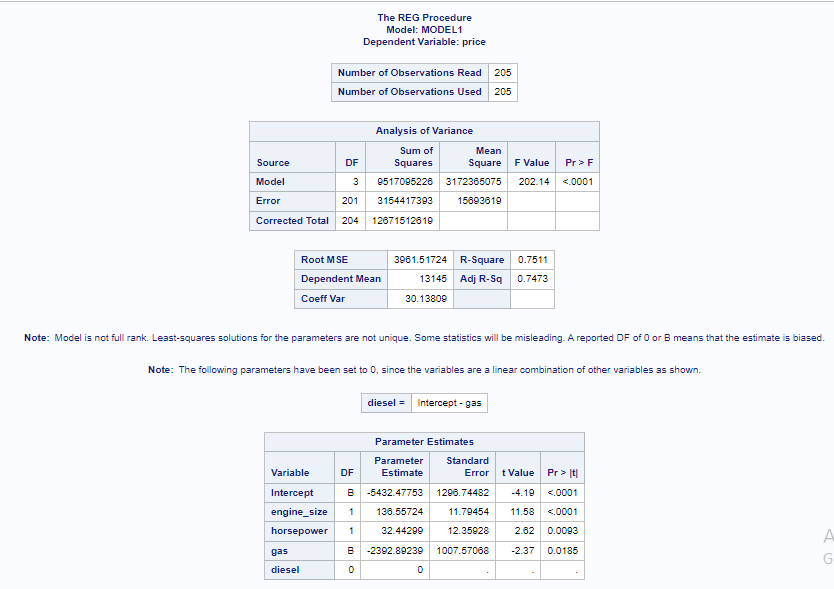 The REG Procedure
Model: MODEL1
Dependent Variable: price
Number of Observations Read 205
Number of Observations Used 205
Analysis of Variance
Source DF Sum of Squares Mean Square F Value Pr > F
Model 3 9517095226 3172365075 202.14 <.0001
Error 201 3154417393 15693619
Corrected Total 204 12671512619
Root MSE 3961.51724 R-Square 0.7511
Dependent Mean 13145 Adj R-Sq 0.7473
Coeff Var 30.13809
Note: Model is not full rank. Least-squares solutions for the parameters are not unique. Some statistics will be misleading. A reported DF of 0 or B means that the estimate is biased.
Note: The following parameters have been set to 0, since the variables are a linear combination of other variables as shown.
diesel = Intercept - gas
Parameter Estimates
Variable DF Parameter Estimate Standard Error t Value Pr > |t|
Intercept B -5432.47753 1296.74482 -4.19 <.0001
engine_size 1 136.55724 11.79454 11.58 <.0001
horsepower 1 32.44299 12.35928 2.62 0.0093
gas B -2392.89239 1007.57068 -2.37 0.0185
diesel 0 0 . . .
A
G